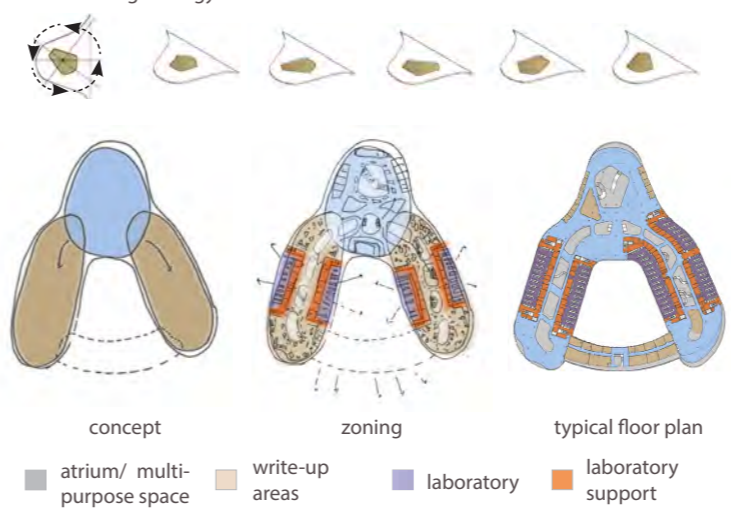 concept
zoning
typical floor plan
atrium/ multi-
purpose space
write-up
areas
laboratory
laboratory
support